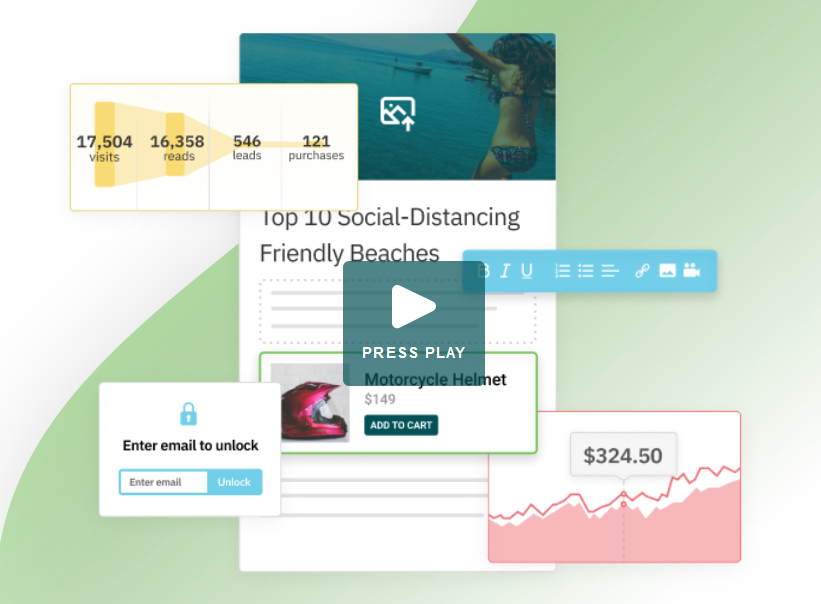 17,504
visits
16,358
reads
546
leads
121
purchases
Top 10 Social-Distancing
Friendly Beaches
B I U
PRESS PLAY
Motorcycle Helmet
$149
ADD TO CART
Enter email to unlock
Enter email
Unlock
$324.50